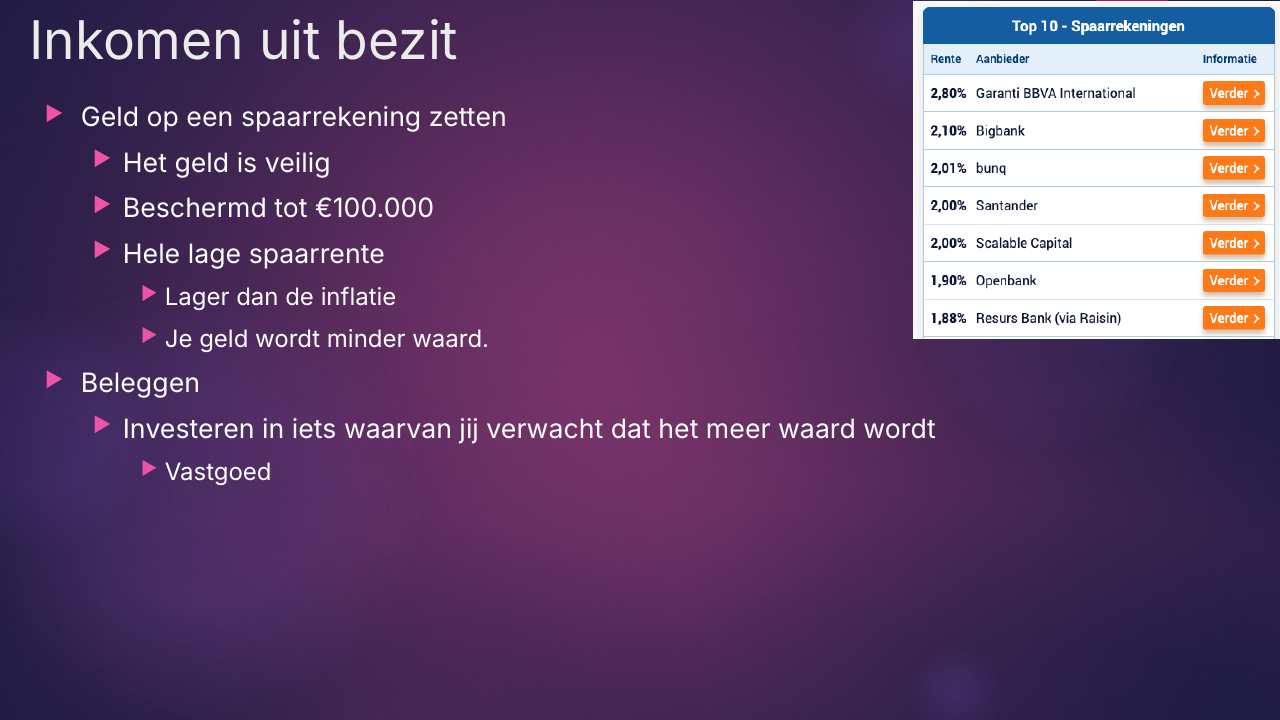 Inkomen uit bezit
Geld op een spaarrekening zetten
Het geld is veilig
Beschermd tot €100.000
Hele lage spaarrente
Lager dan de inflatie
Je geld wordt minder waard.
Beleggen
Investeren in iets waarvan jij verwacht dat het meer waard wordt
Vastgoed
Top 10 - Spaarrekeningen
Rente Aanbieder Informatie
2,80% Garanti BBVA International Verder >
2,10% Bigbank Verder >
2,01% bunq Verder >
2,00% Santander Verder >
2,00% Scalable Capital Verder >
1,90% Openbank Verder >
1,88% Resurs Bank (via Raisin) Verder >